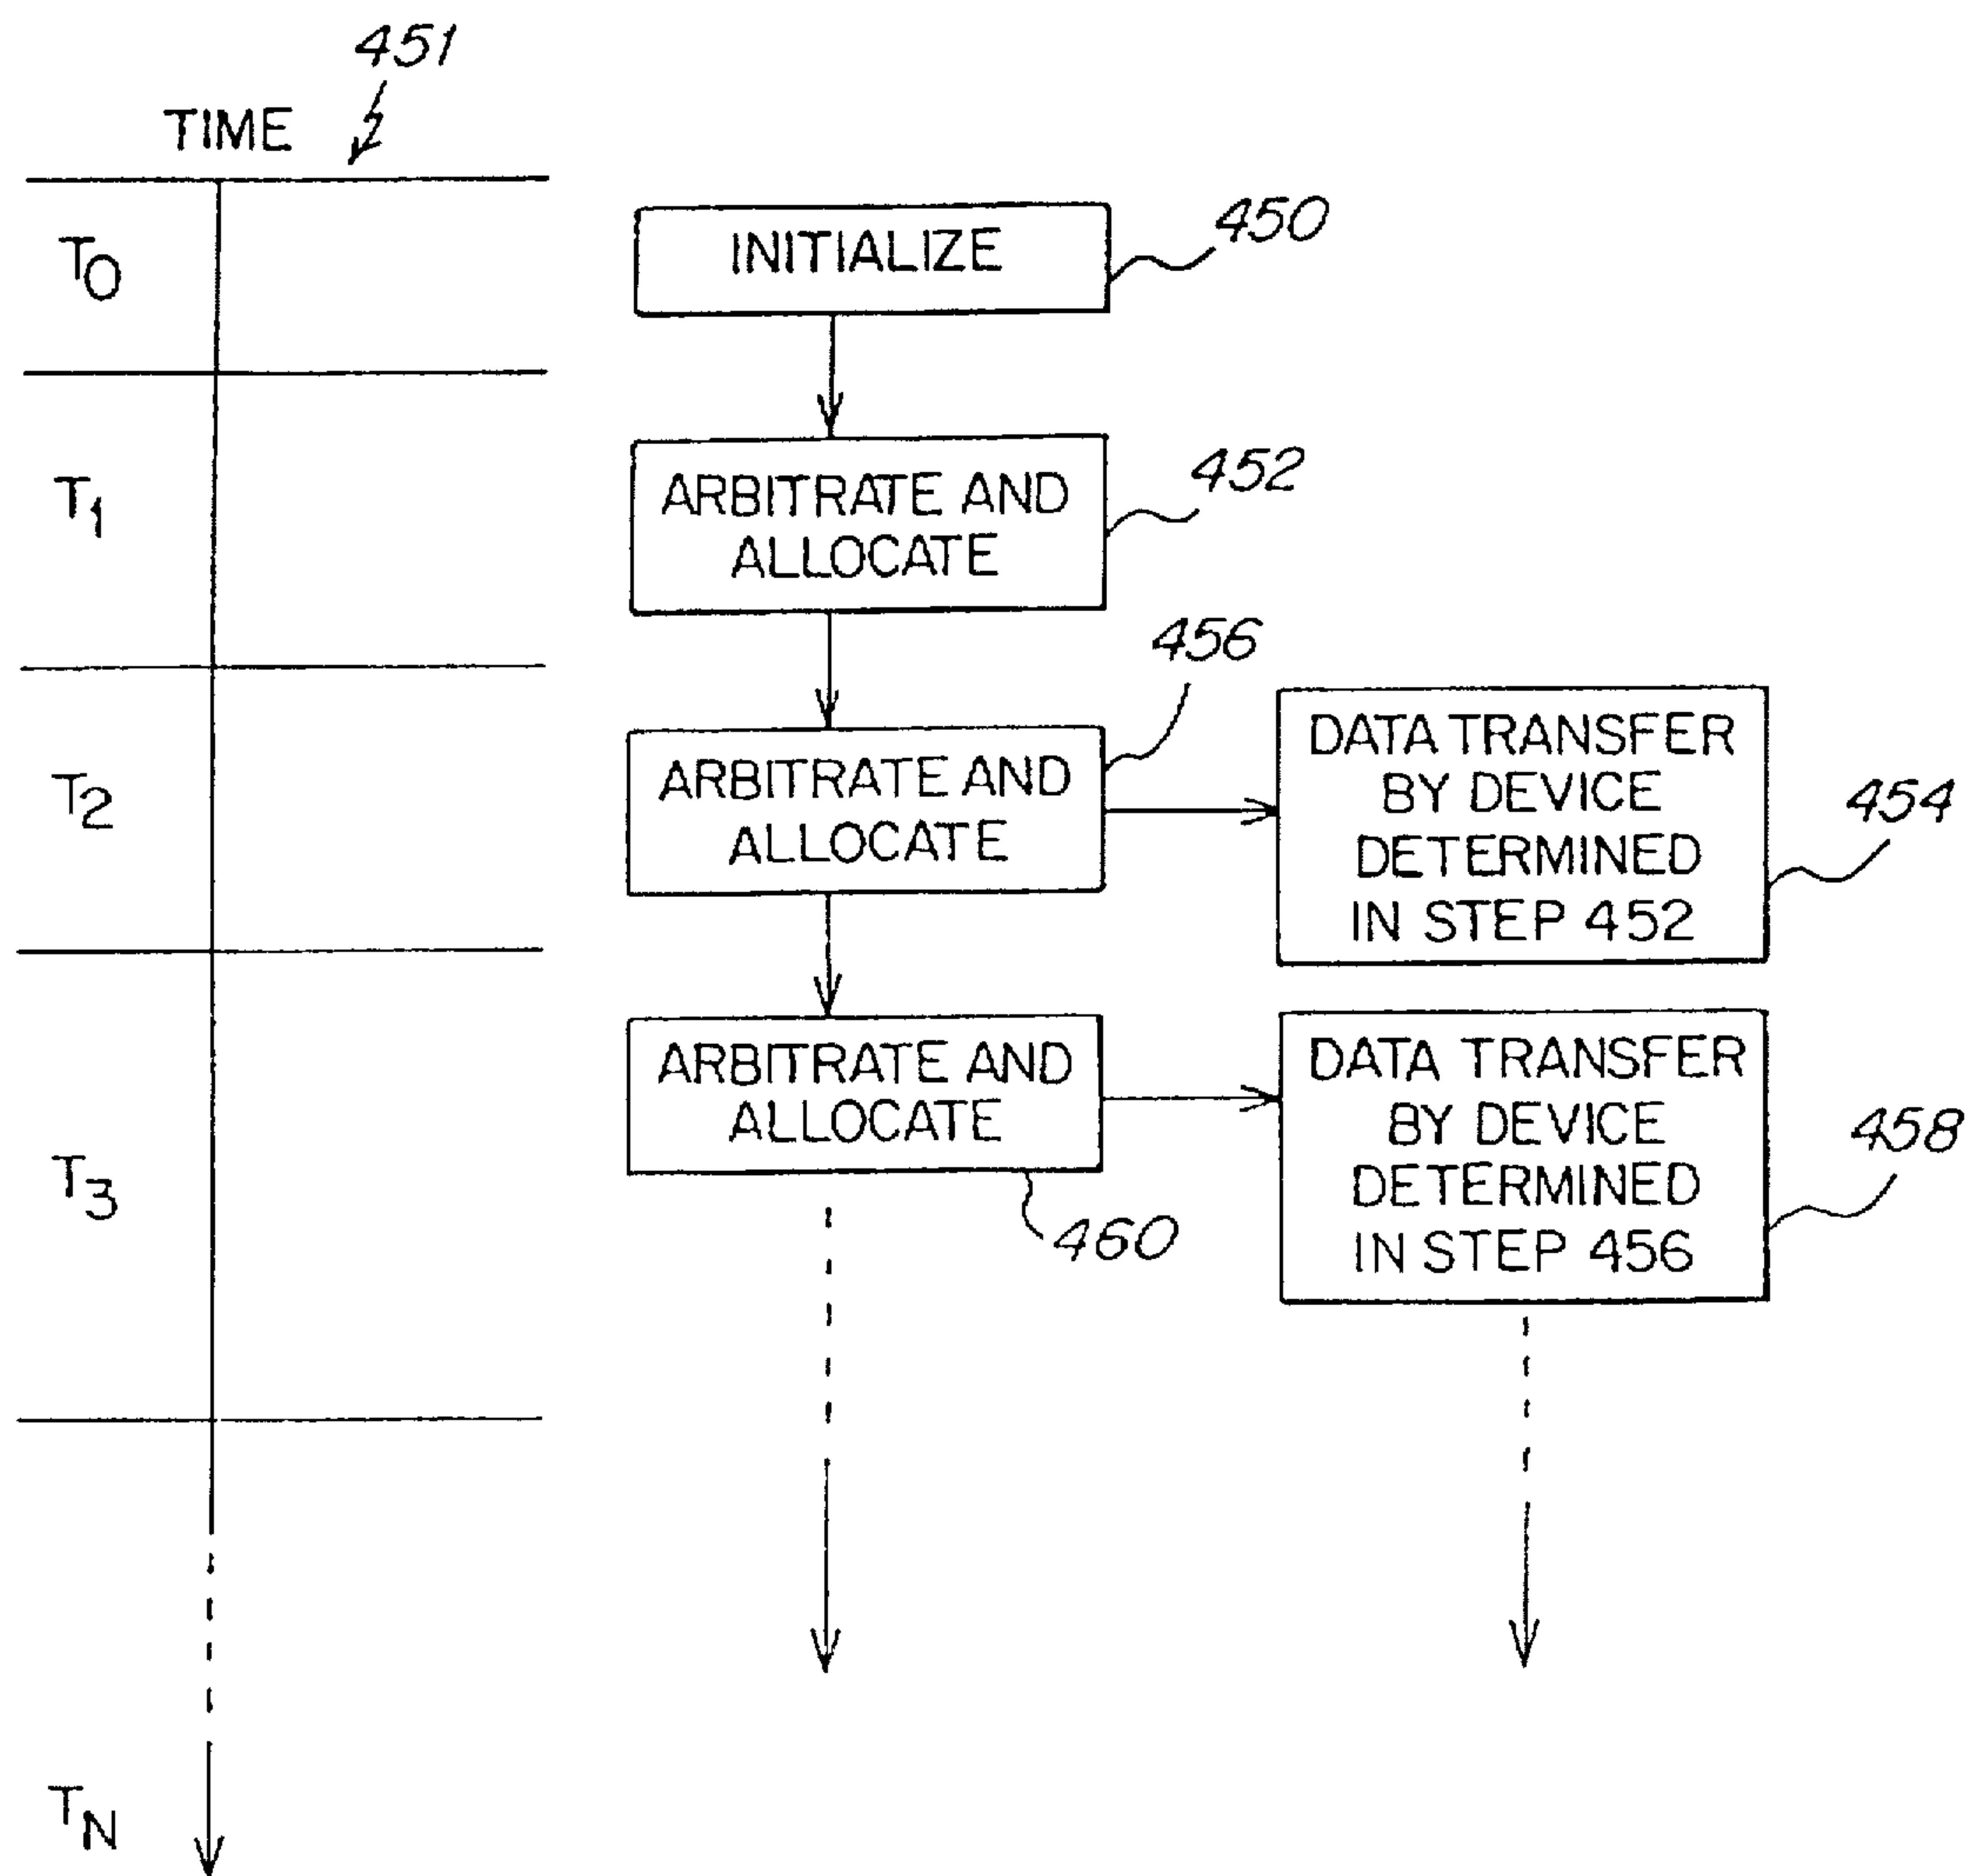 451
TIME
T0
INITIALIZE
450
T1
ARBITRATE AND
ALLOCATE
452
456
T2
ARBITRATE AND
ALLOCATE
DATA TRANSFER
BY DEVICE
DETERMINED
IN STEP 452
454
T3
ARBITRATE AND
ALLOCATE
460
DATA TRANSFER
BY DEVICE
DETERMINED
IN STEP 456
458
TN